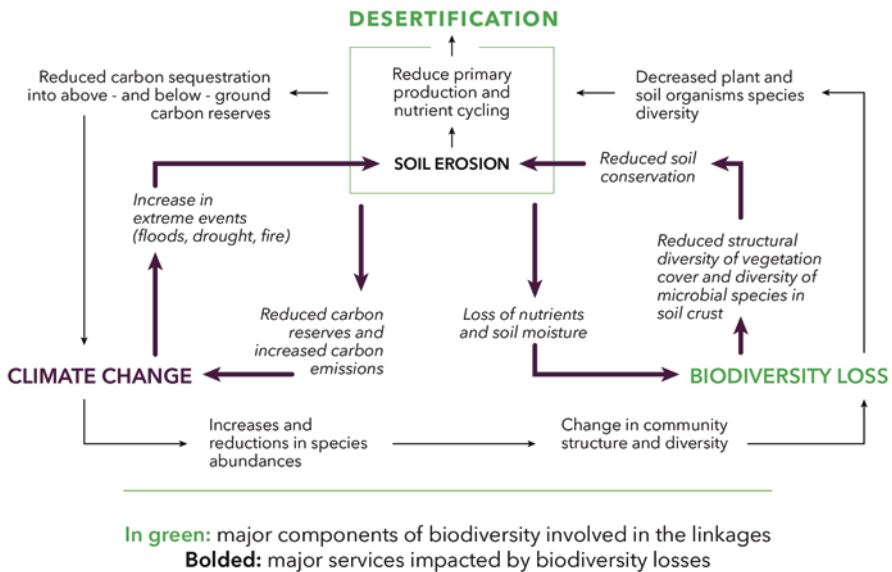 DESERTIFICATION
Reduced carbon sequestration
into above - and below - ground
carbon reserves
Reduce primary
production and
nutrient cycling
Decreased plant and
soil organisms species
diversity
SOIL EROSION
Reduced soil
conservation
Increase in
extreme events
(floods, drought, fire)
Reduced structural
diversity of vegetation
cover and diversity of
microbial species in
soil crust
Reduced carbon
reserves and
increased carbon
emissions
Loss of nutrients
and soil moisture
CLIMATE CHANGE
BIODIVERSITY LOSS
Increases and
reductions in species
abundances
Change in community
structure and diversity
In green: major components of biodiversity involved in the linkages
Bolded: major services impacted by biodiversity losses